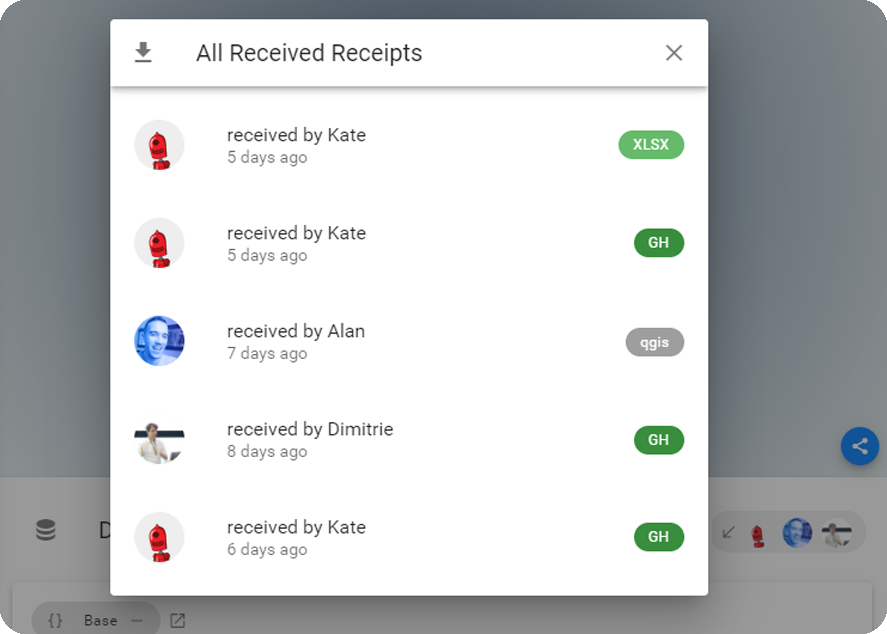 All Received Receipts
received by Kate
5 days ago
XLSX
received by Kate
5 days ago
GH
received by Alan
7 days ago
qgis
received by Dimitrie
8 days ago
GH
received by Kate
6 days ago
GH
D
{} Base